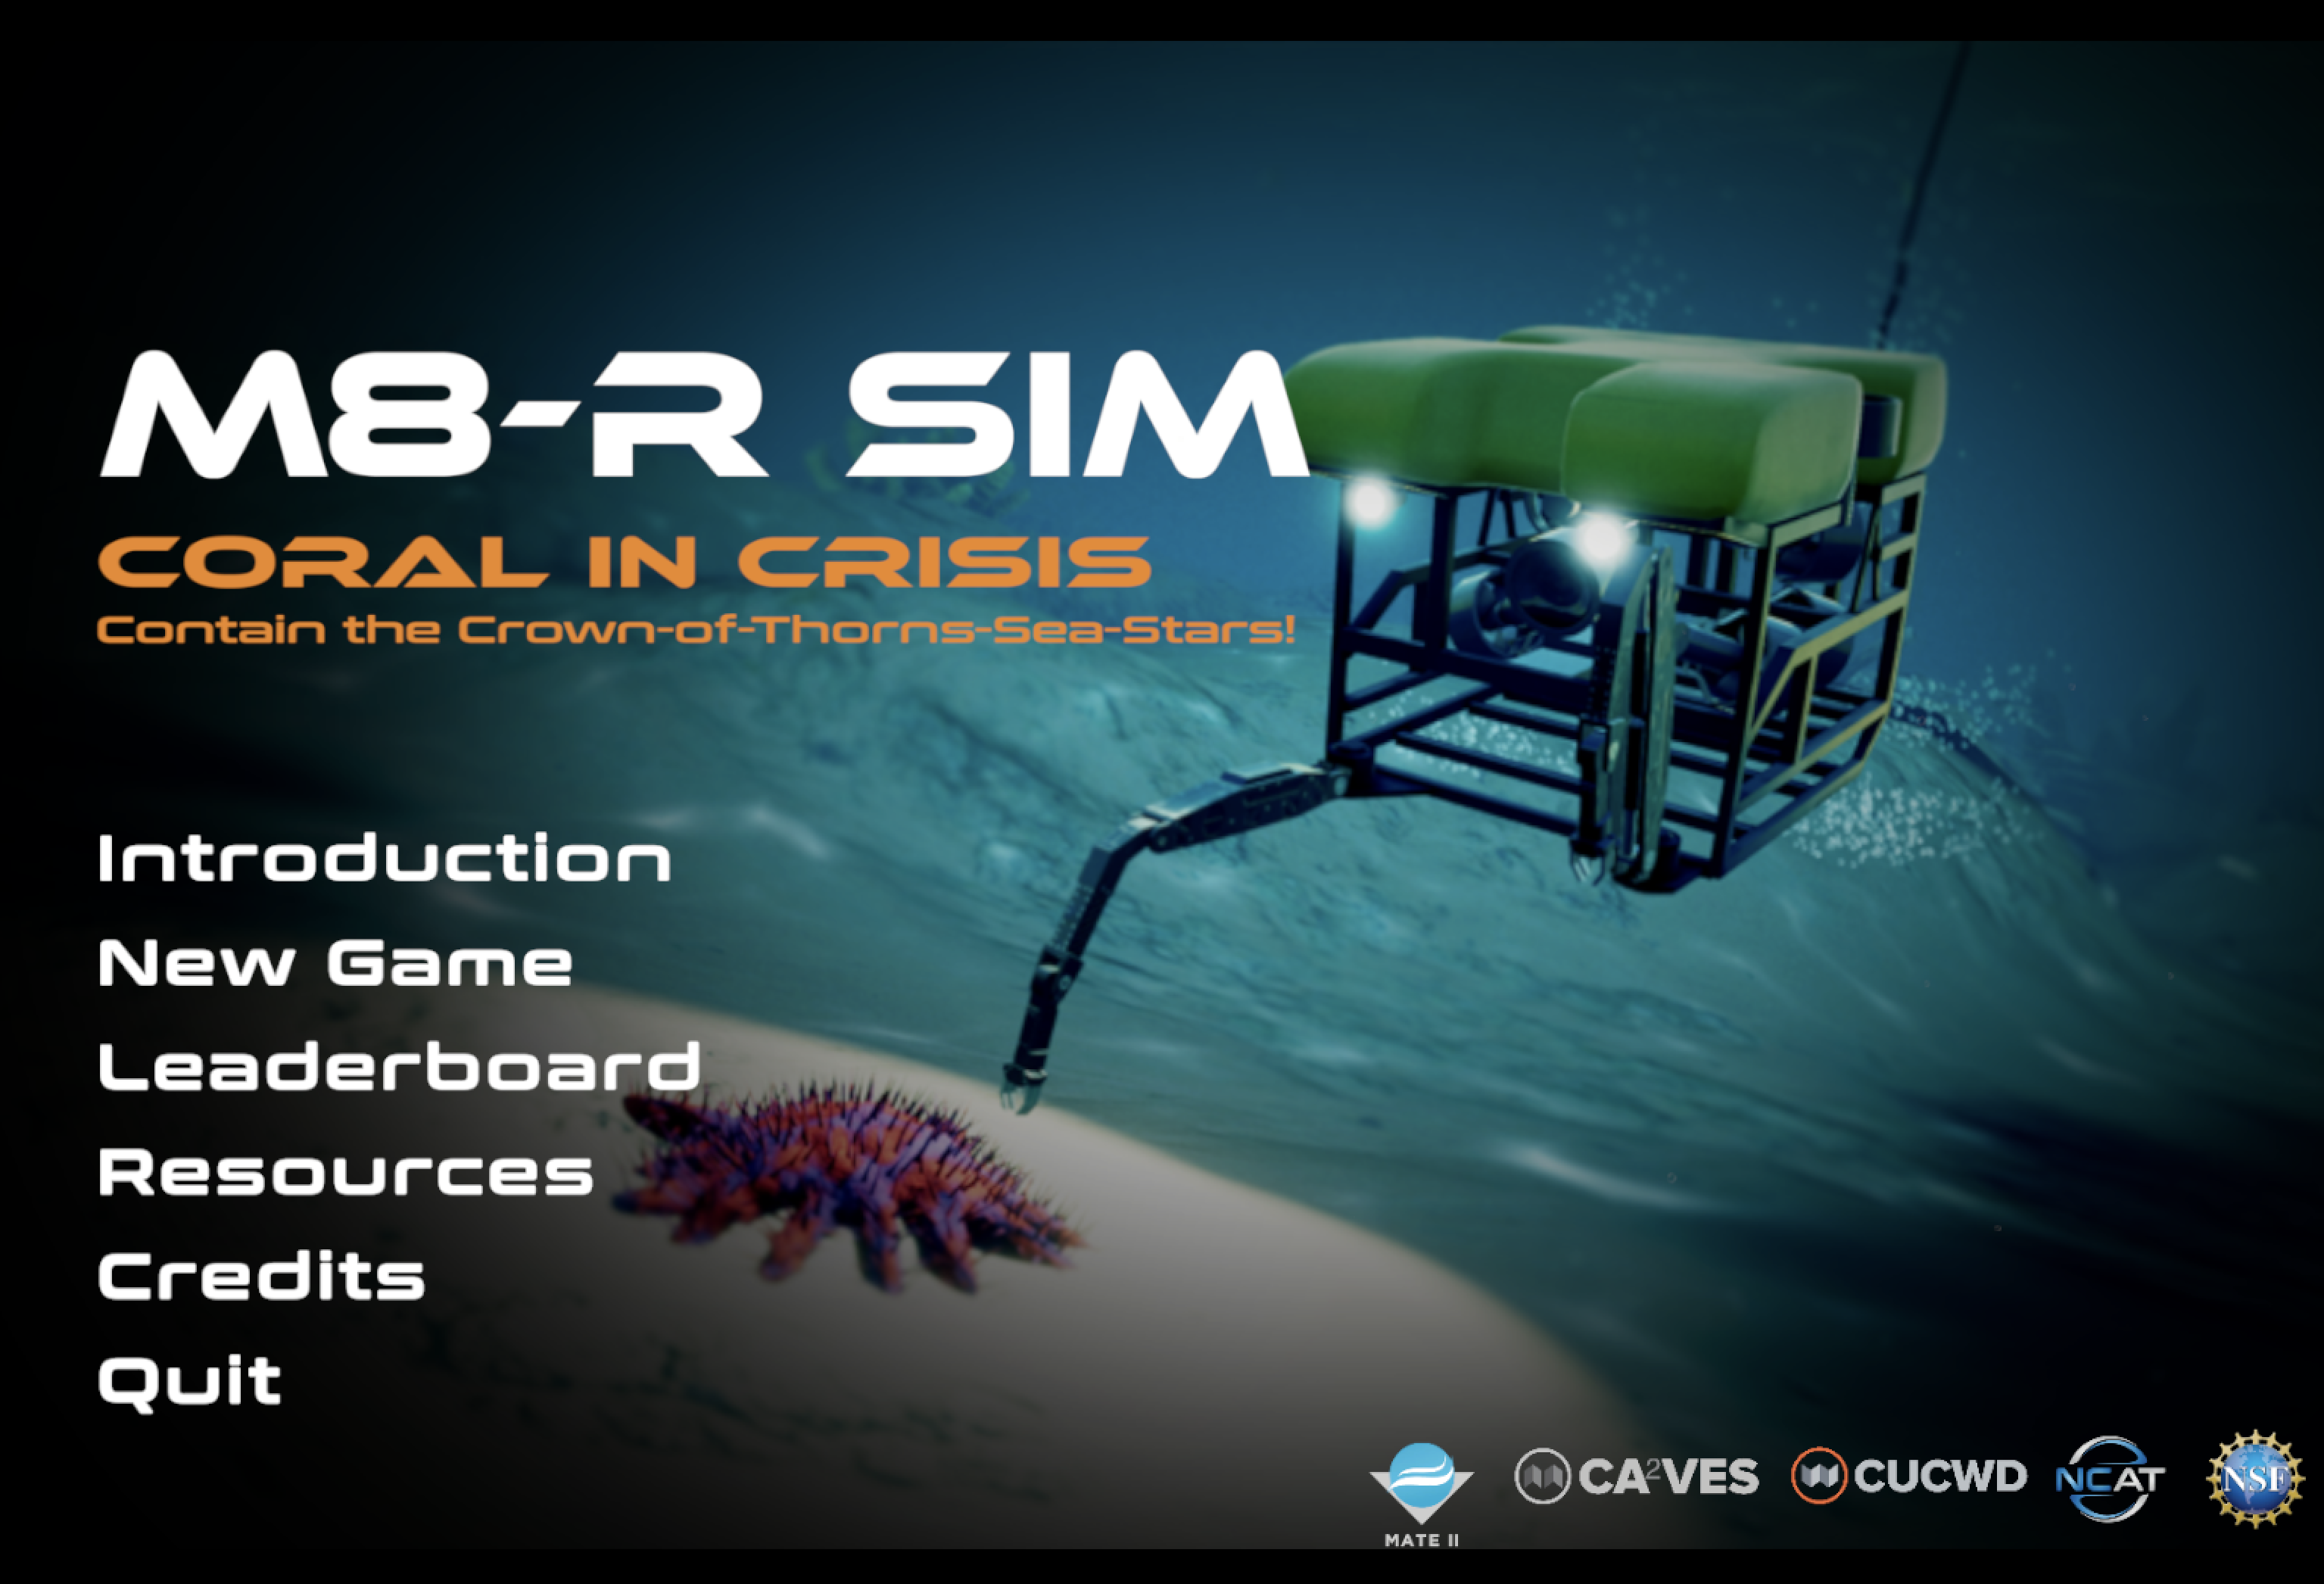 M8-R SIM
CORAL IN CRISIS
Contain the Crown-of-Thorns-Sea-Stars!
Introduction
New Game
Leaderboard
Resources
Credits
Quit
MATE II
CA²VES
CUCWD
NCAT
NSF